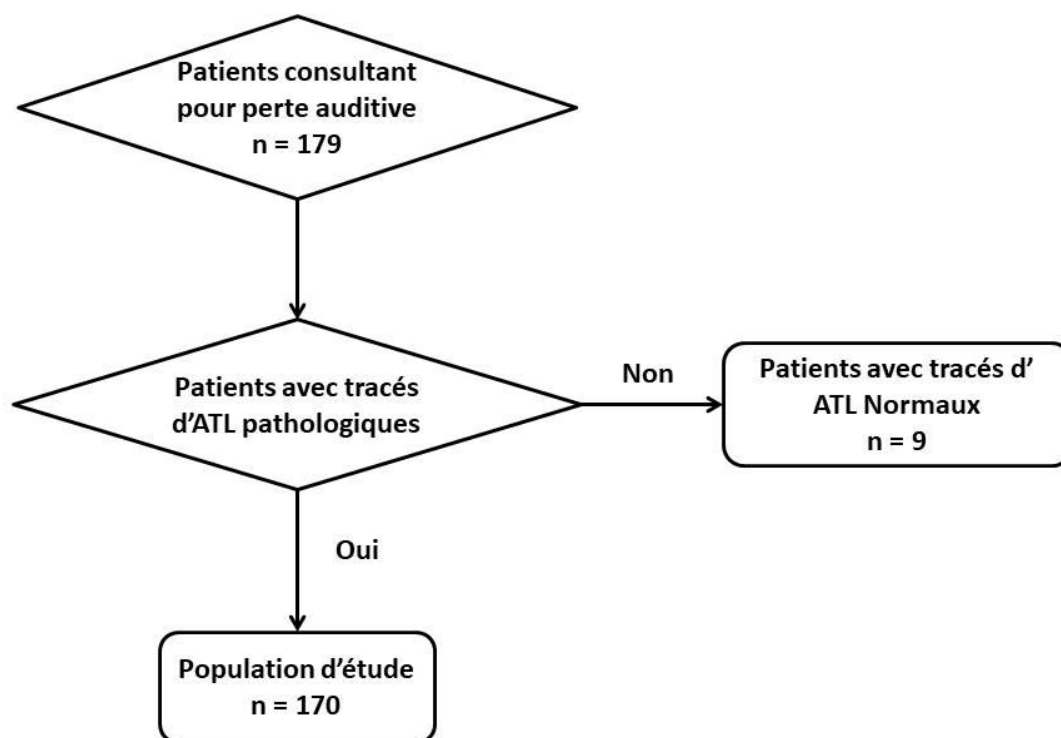 Patients consultant
pour perte auditive
n = 179
Patients avec tracés
d'ATL pathologiques
Non
Patients avec tracés d'
ATL Normaux
n = 9
Oui
Population d'étude
n = 170